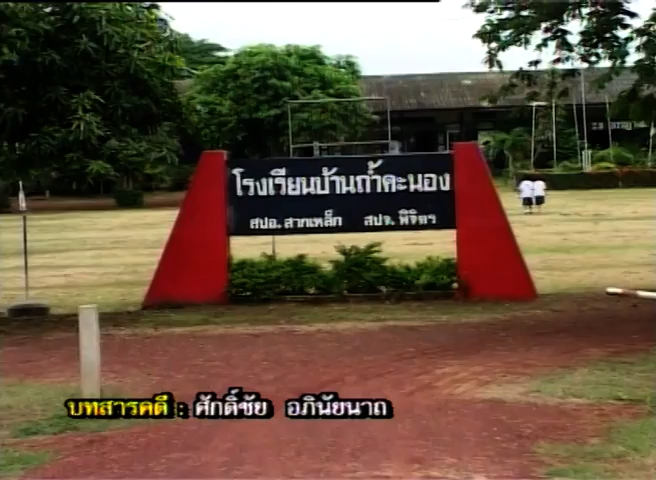 โรงเรียนบ้านถ้ำคะนอง
สปอ. สากเหล็ก สปจ. พิจิตร
บทสารคดี : ศักดิ์ชัย อภินัยนาถ